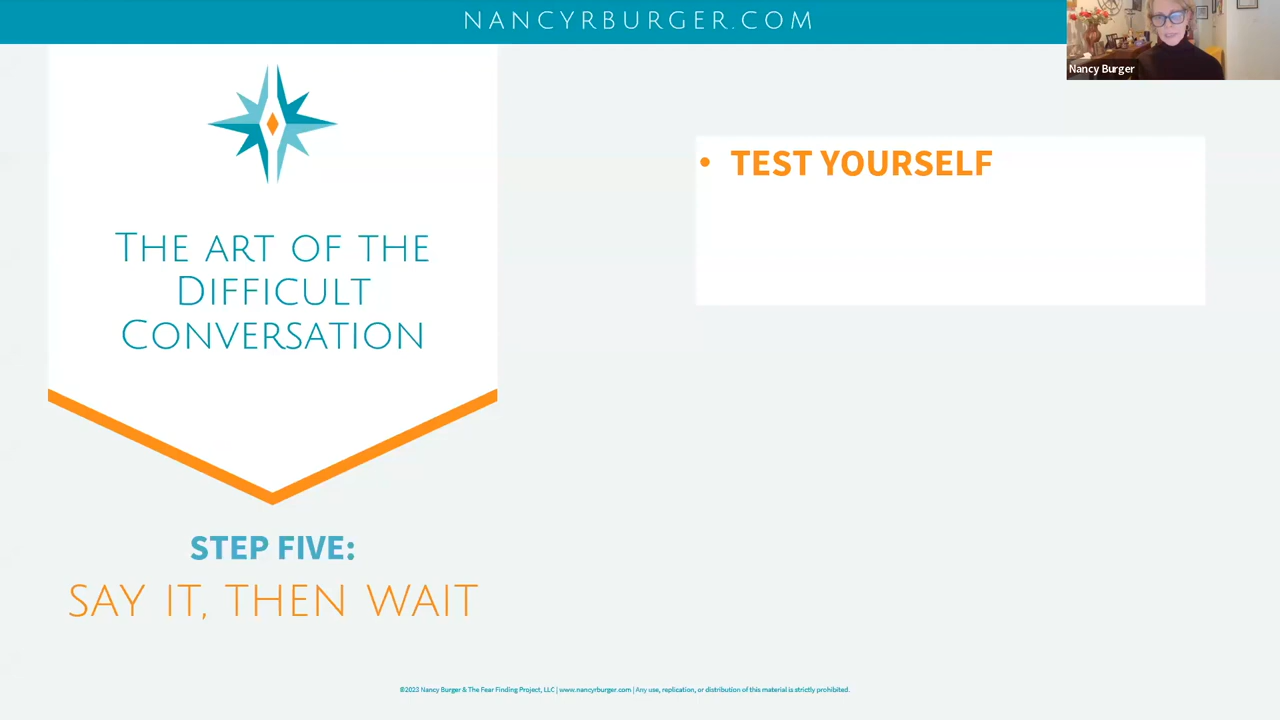 NANCYRBURGER.COM
Nancy Burger
THE ART OF THE
DIFFICULT
CONVERSATION
STEP FIVE:
SAY IT, THEN WAIT
• TEST YOURSELF
©2023 Nancy Burger & The Fear Finding Project, LLC | www.nancyrburger.com | Any use, replication, or distribution of this material is strictly prohibited.